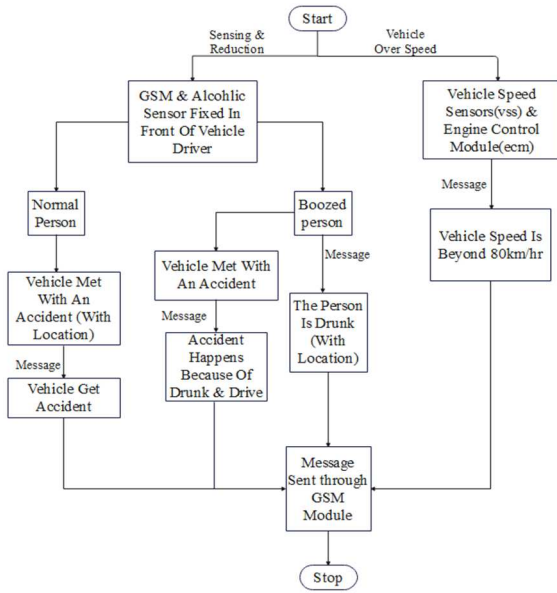 Start
Sensing &
Reduction
Vehicle
Over Speed
GSM & Alcohlic
Sensor Fixed In
Front Of Vehicle
Driver
Vehicle Speed
Sensors(vss) &
Engine Control
Module(ecm)
Message
Normal
Person
Boozed
person
Vehicle Speed Is
Beyond 80km/hr
Message
Vehicle Met With
An Accident
Vehicle Met
With An
Accident (With
Location)
The Person
Is Drunk
(With
Location)
Message
Accident
Happens
Because Of
Drunk & Drive
Message
Vehicle Get
Accident
Message
Sent through
GSM
Module
Stop